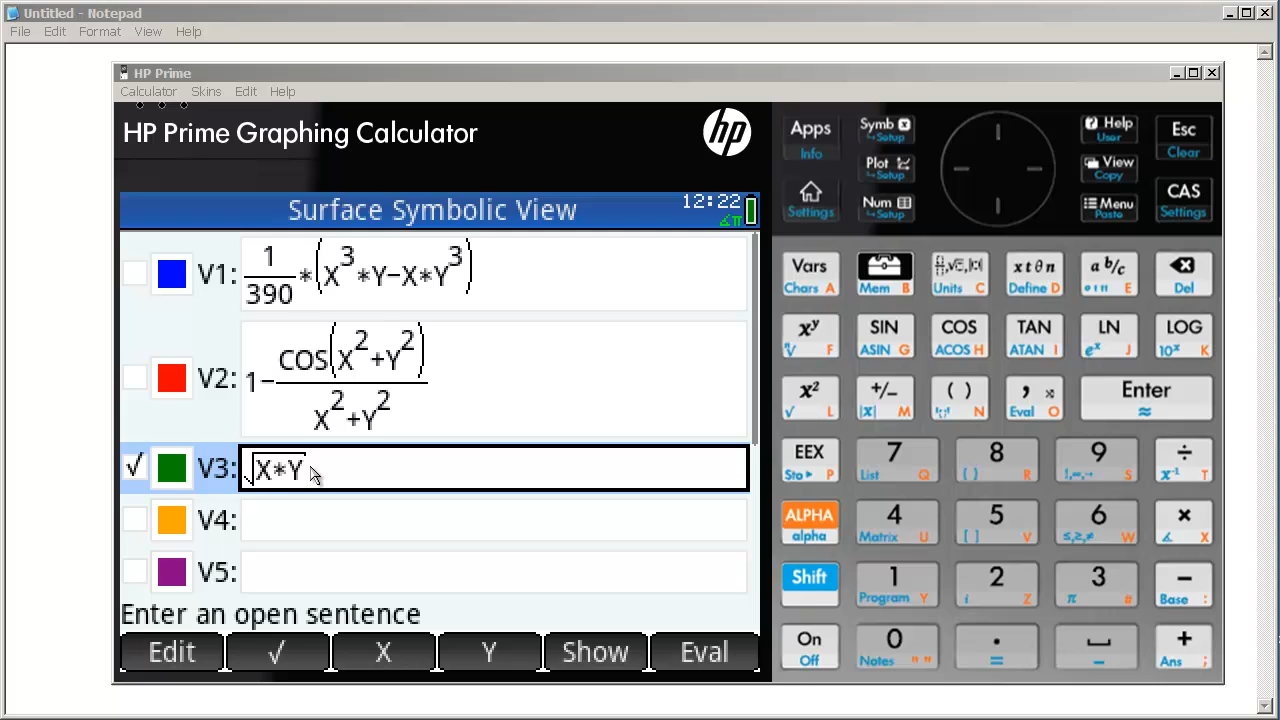 Untitled - Notepad
File Edit Format View Help
HP Prime
Calculator Skins Edit Help
HP Prime Graphing Calculator
hp
Surface Symbolic View 12:22
∡π
V1: 1/390*(X^3*Y−X*Y^3)
V2: 1−COS(X^2+Y^2)/(X^2+Y^2)
√ V3: √(X*Y)
V4:
V5:
Enter an open sentence
Edit √ X Y Show Eval
Apps Info
Symb Setup
Plot Setup
Num Setup
Settings
Help User
View Copy
Menu Paste
Esc Clear
CAS Settings
Vars Chars A
Mem B
Units C
x t θ n Define D
a b/c E
Del
x^y F
SIN ASIN G
COS ACOS H
TAN ATAN I
LN e^x J
LOG 10^x K
x^2 √ L
+/− |x| M
( ) N
, Eval O
Enter ≈
EEX Sto▸ P
7 List Q
8 { } R
9 S
÷ x^-1 T
ALPHA alpha
4 Matrix U
5 [ ] V
6 ≤,≥,≠ W
× ∡ X
Shift
1 Program Y
2 i Z
3 π #
− Base :
On Off
0 Notes " "
. =
_
+ Ans ;